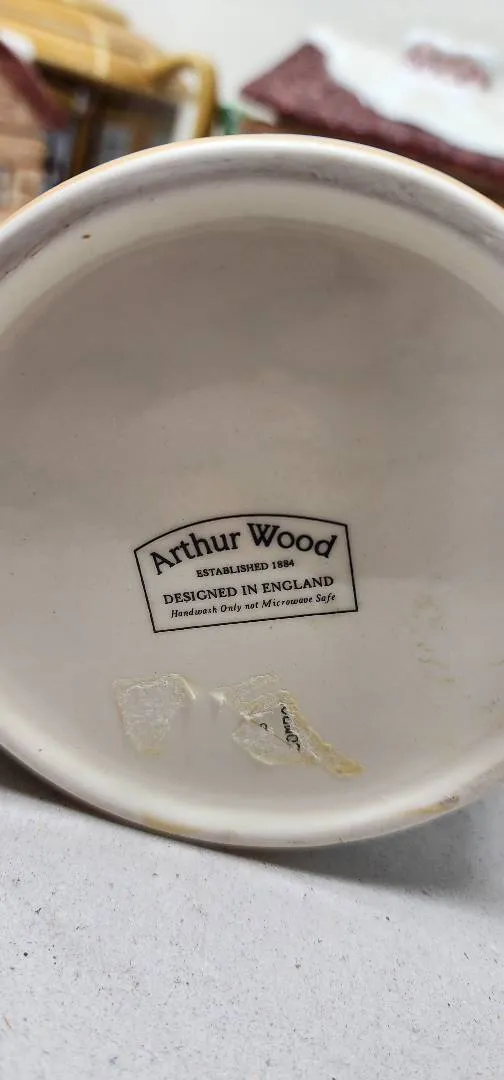 Arthur Wood
ESTABLISHED 1884
DESIGNED IN ENGLAND
Handwash Only not Microwave Safe